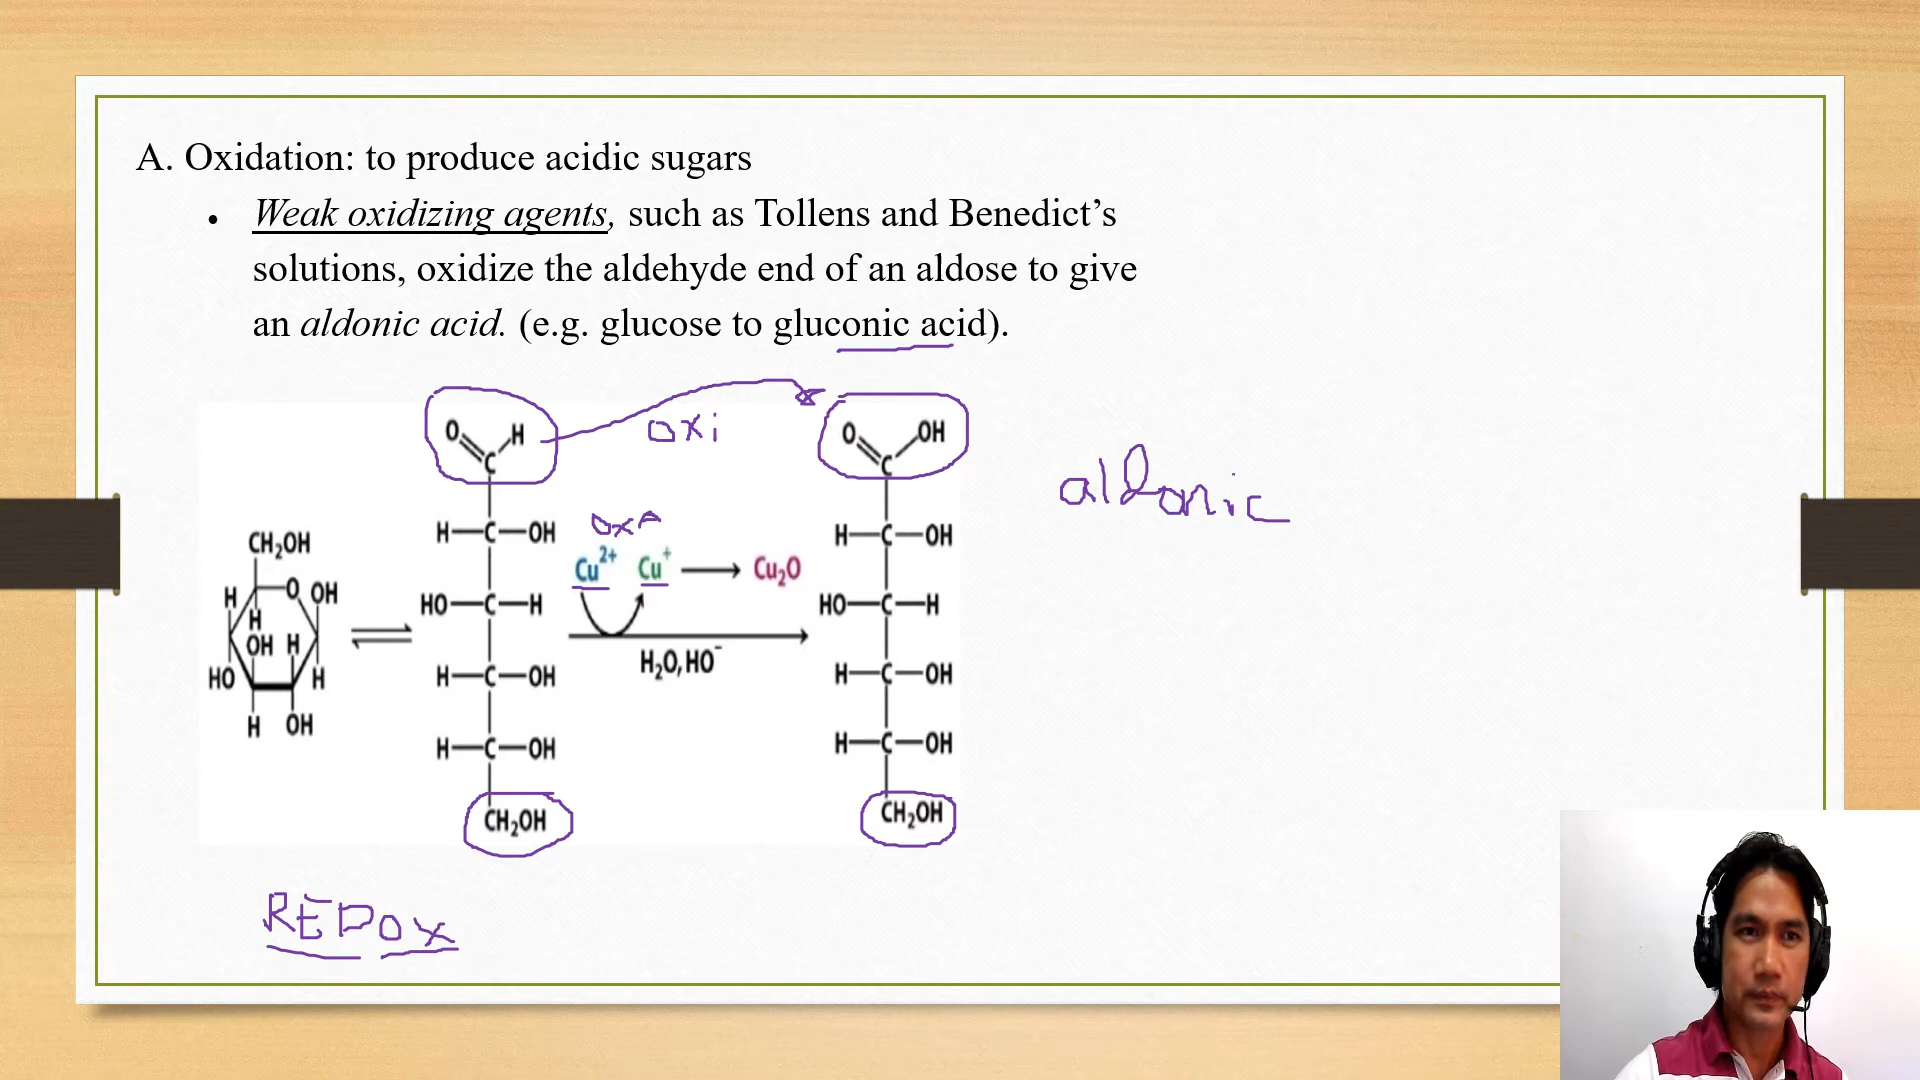 A. Oxidation: to produce acidic sugars
• Weak oxidizing agents, such as Tollens and Benedict’s
solutions, oxidize the aldehyde end of an aldose to give
an aldonic acid. (e.g. glucose to gluconic acid).
O H
C
oxi
O OH
C
aldonic
H—C—OH
OXA
H—C—OH
CH₂OH
Cu²⁺ Cu⁺ → Cu₂O
H O OH
H
OH H
HO H
H OH
HO—C—H
HO—C—H
H₂O, HO⁻
H—C—OH
H—C—OH
H—C—OH
H—C—OH
CH₂OH
CH₂OH
REDOX